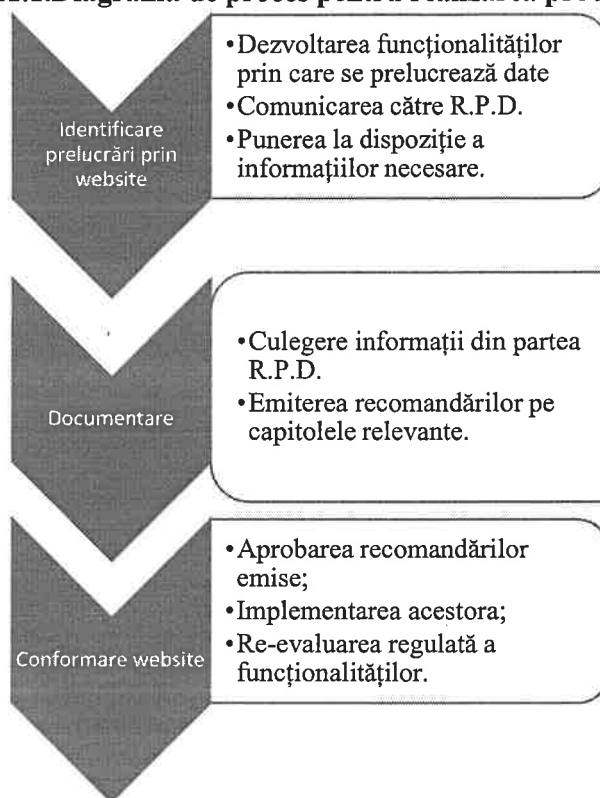 Identificare
prelucrări prin
website
•Dezvoltarea funcționalităților
prin care se prelucrează date
•Comunicarea către R.P.D.
•Punerea la dispoziție a
informațiilor necesare.
Documentare
•Culegere informații din partea
R.P.D.
•Emiterea recomandărilor pe
capitolele relevante.
Conformare website
•Aprobarea recomandărilor
emise;
•Implementarea acestora;
•Re-evaluarea regulată a
funcționalităților.